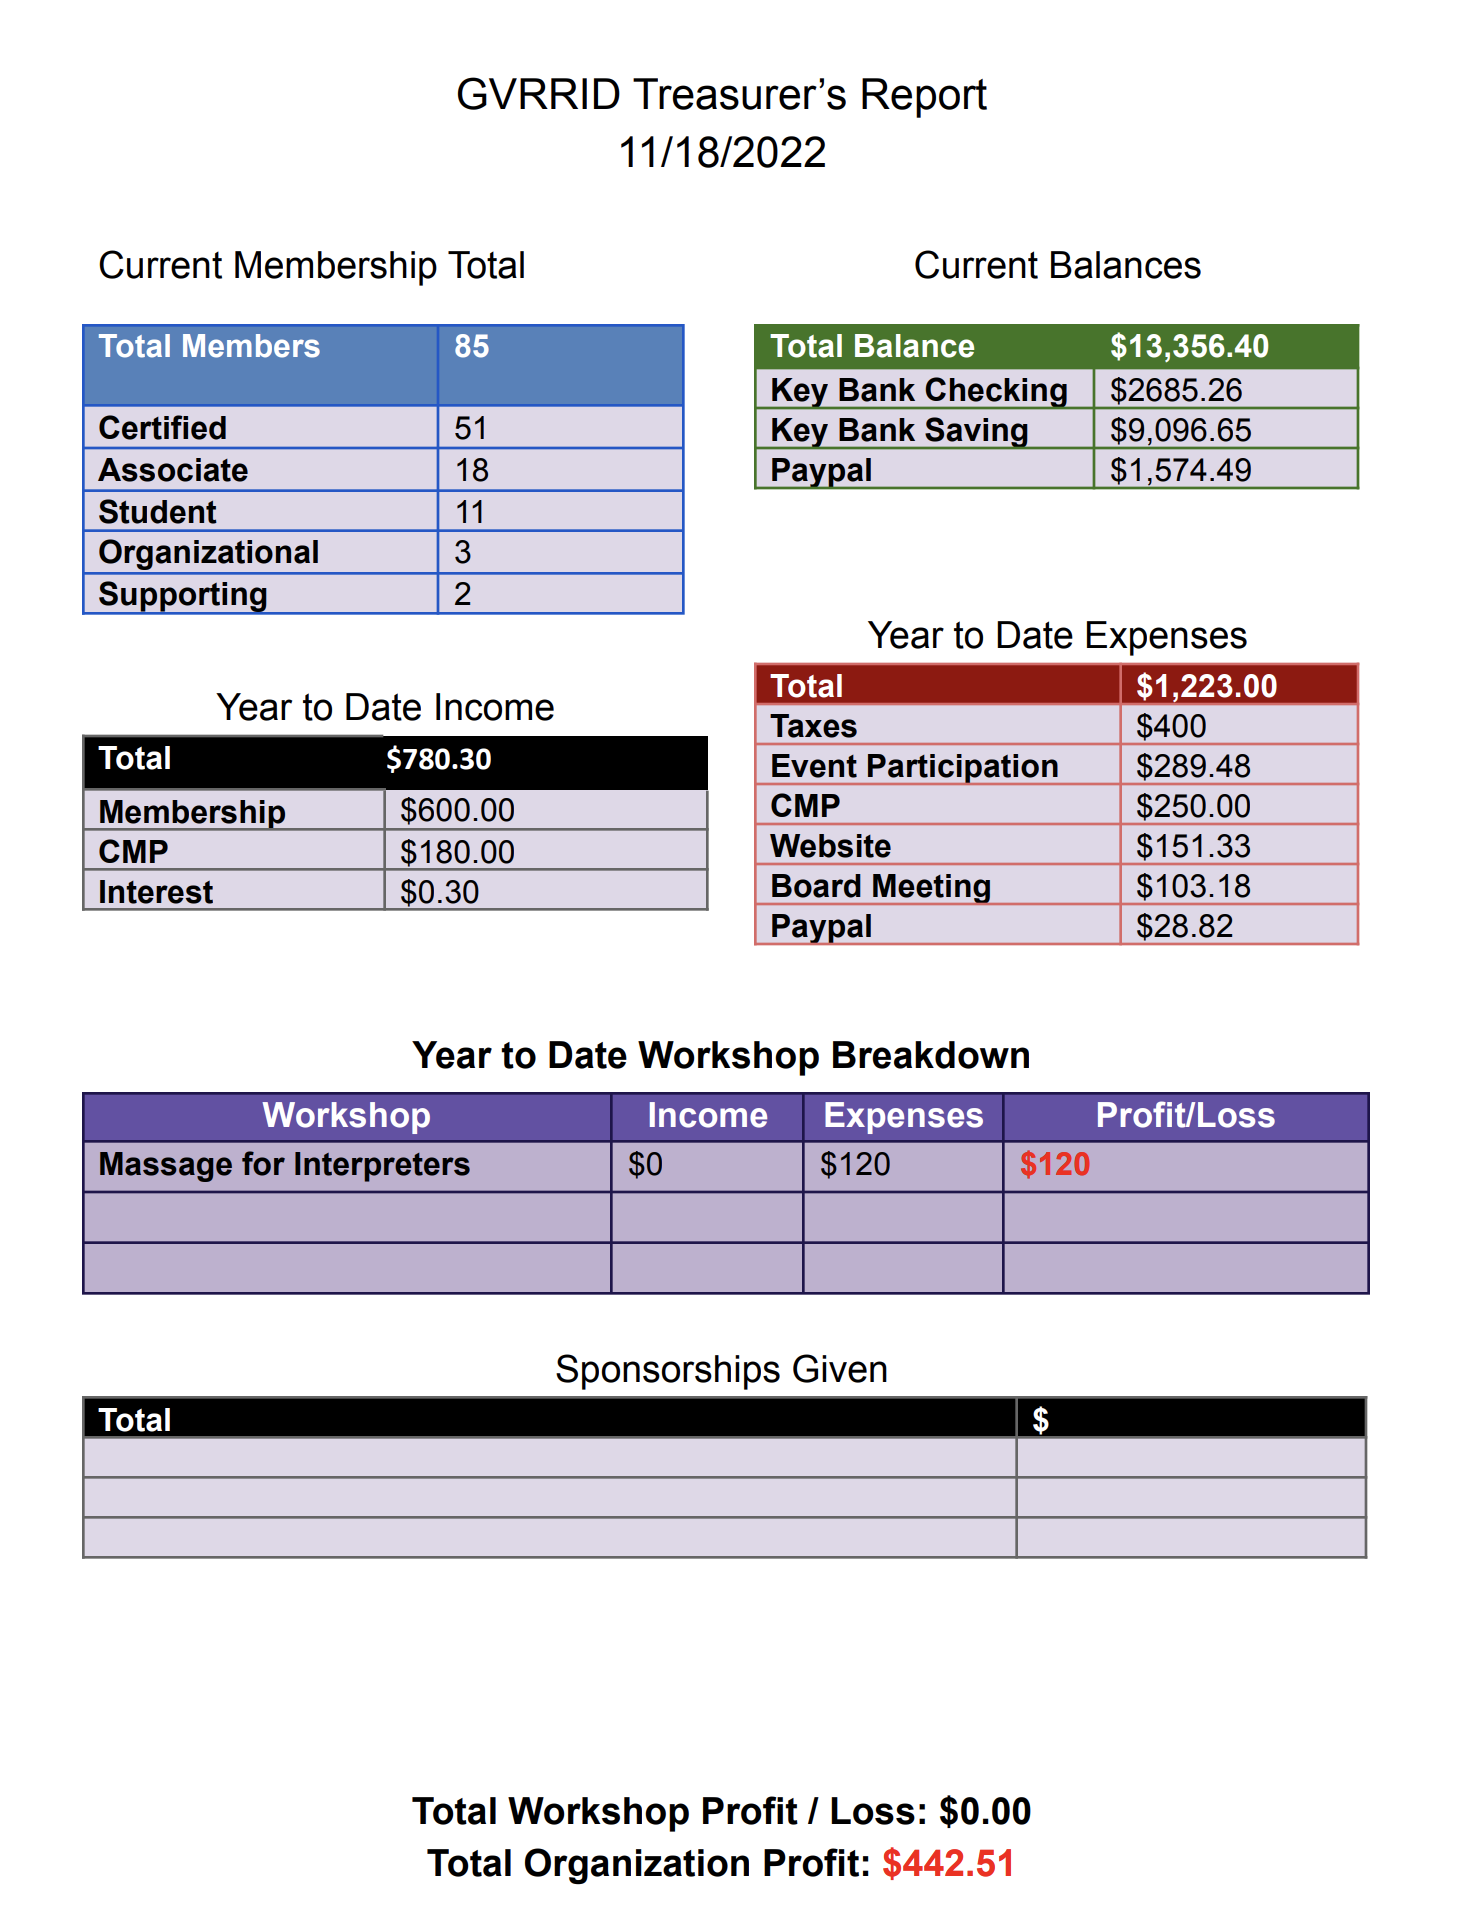 GVRRID Treasurer’s Report
11/18/2022
Current Membership Total
Total Members 85
Certified 51
Associate 18
Student 11
Organizational 3
Supporting 2
Current Balances
Total Balance $13,356.40
Key Bank Checking $2685.26
Key Bank Saving $9,096.65
Paypal $1,574.49
Year to Date Income
Total $780.30
Membership $600.00
CMP $180.00
Interest $0.30
Year to Date Expenses
Total $1,223.00
Taxes $400
Event Participation $289.48
CMP $250.00
Website $151.33
Board Meeting $103.18
Paypal $28.82
Year to Date Workshop Breakdown
Workshop Income Expenses Profit/Loss
Massage for Interpreters $0 $120 $120
Sponsorships Given
Total $
Total Workshop Profit / Loss: $0.00
Total Organization Profit: $442.51